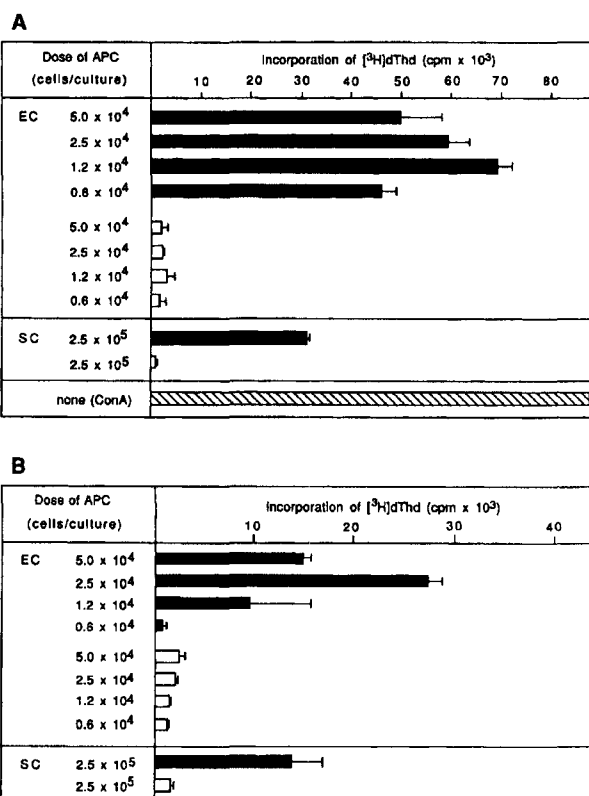 A
Dose of APC
(cells/culture)
Incorporation of [³H]dThd (cpm x 10³)
10 20 30 40 50 60 70 80
EC 5.0 x 10⁴
2.5 x 10⁴
1.2 x 10⁴
0.6 x 10⁴
5.0 x 10⁴
2.5 x 10⁴
1.2 x 10⁴
0.6 x 10⁴
SC 2.5 x 10⁵
2.5 x 10⁵
none (ConA)
B
Dose of APC
(cells/culture)
Incorporation of [³H]dThd (cpm x 10³)
10 20 30 40
EC 5.0 x 10⁴
2.5 x 10⁴
1.2 x 10⁴
0.6 x 10⁴
5.0 x 10⁴
2.5 x 10⁴
1.2 x 10⁴
0.6 x 10⁴
SC 2.5 x 10⁵
2.5 x 10⁵